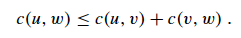 c(u, w) ≤ c(u, v) + c(v, w) .